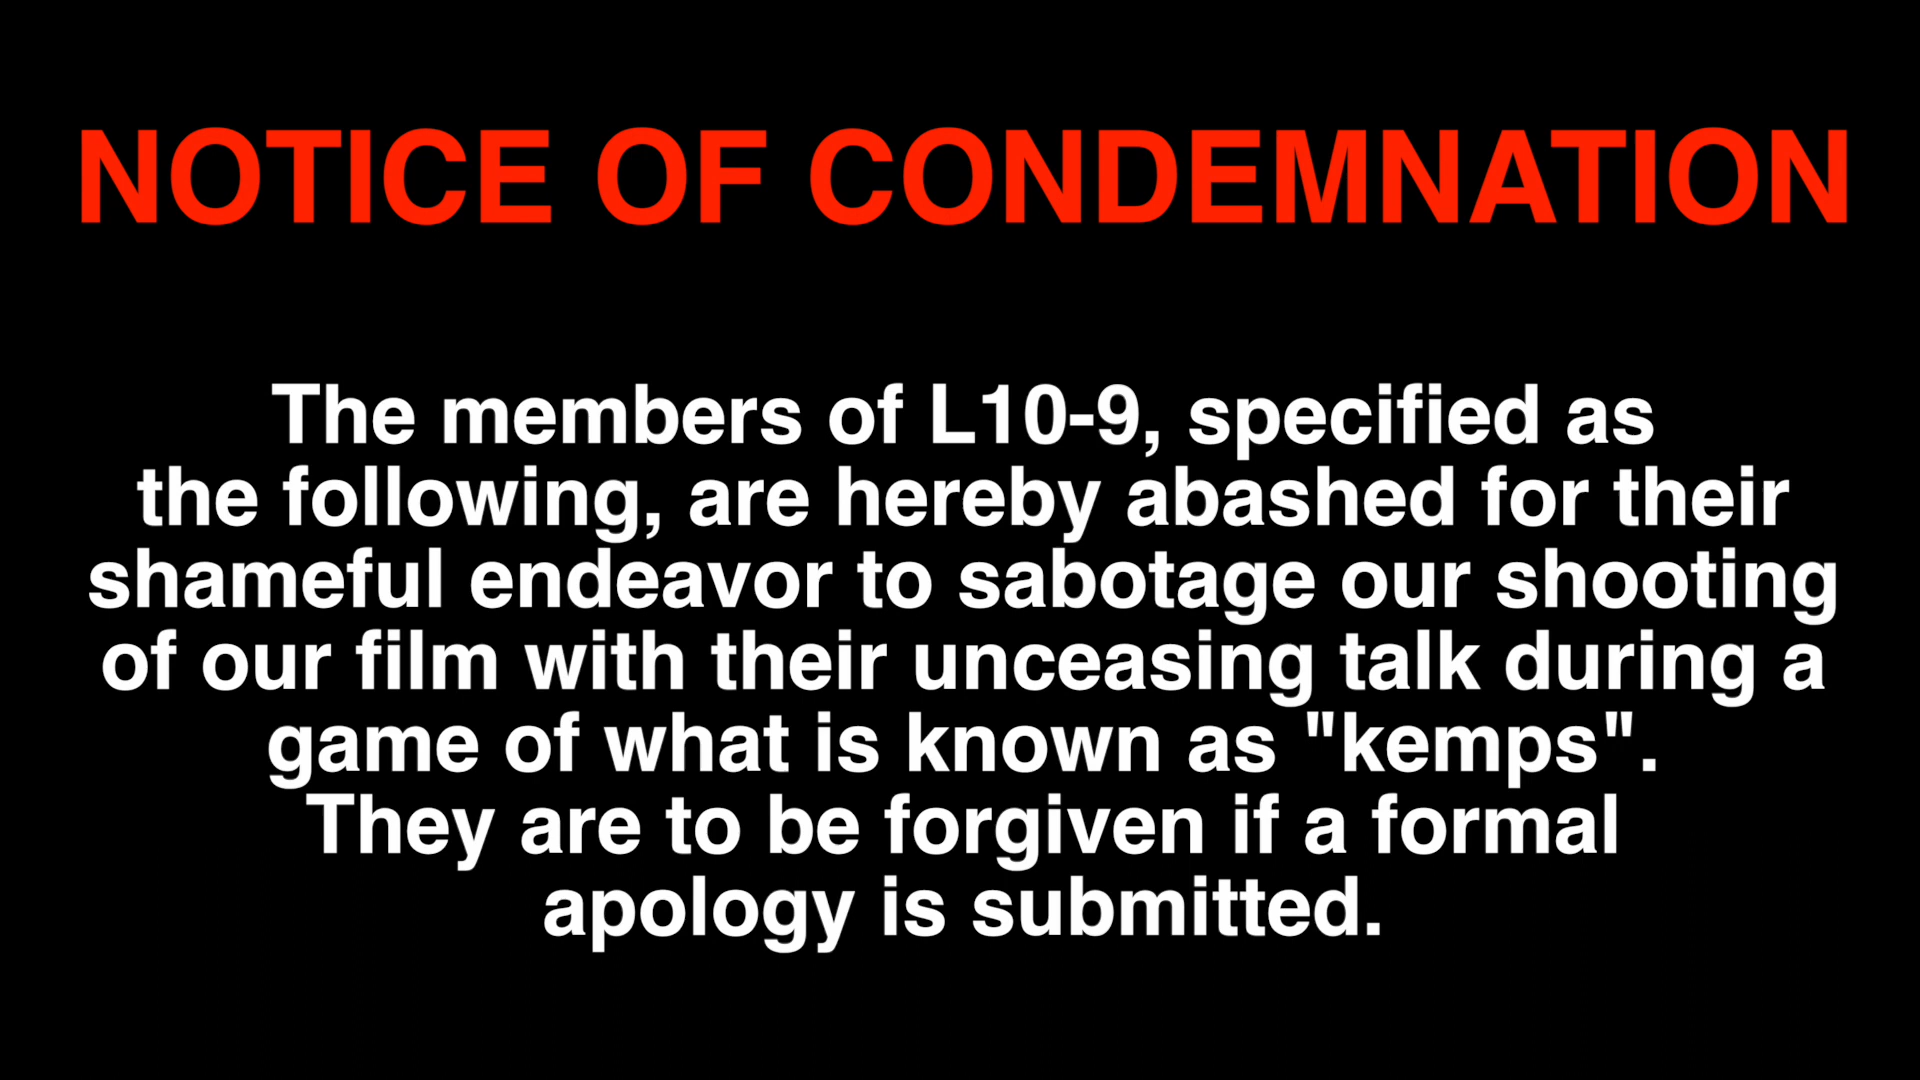 NOTICE OF CONDEMNATION
The members of L10-9, specified as
the following, are hereby abashed for their
shameful endeavor to sabotage our shooting
of our film with their unceasing talk during a
game of what is known as "kemps".
They are to be forgiven if a formal
apology is submitted.